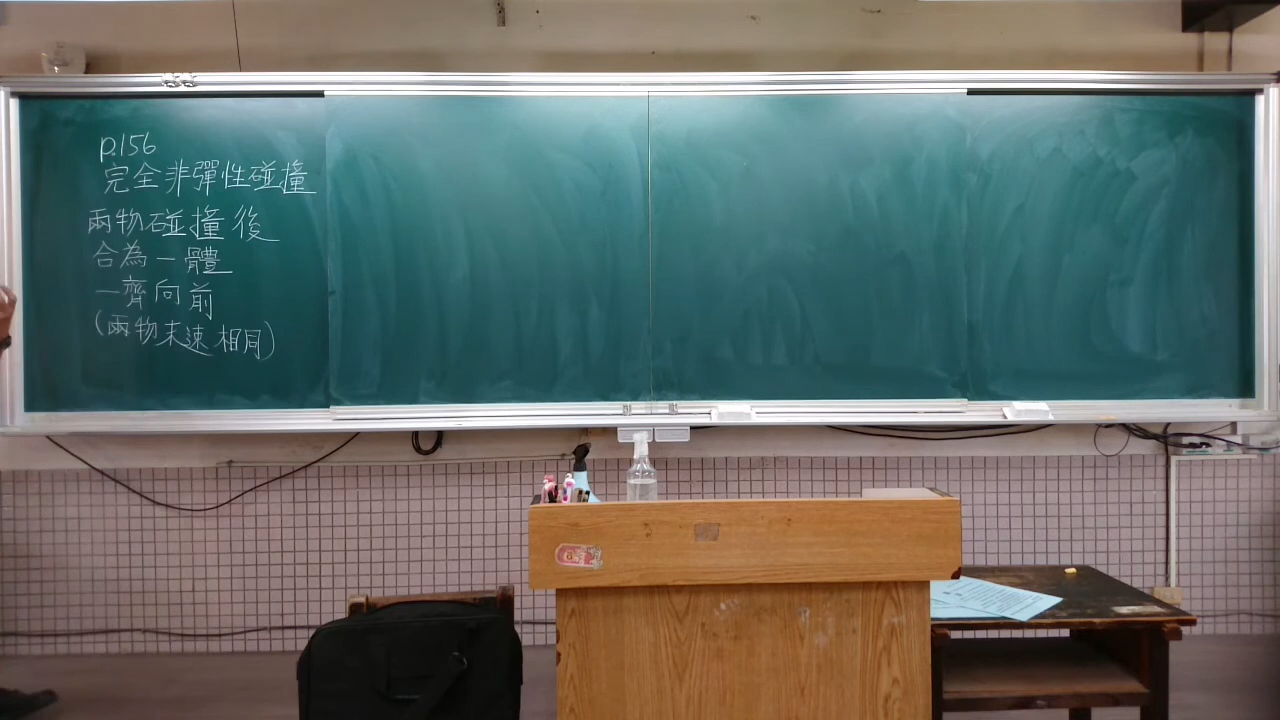 p.156
完全非彈性碰撞
兩物碰撞後
合為一體
一齊向前
(兩物末速相同)